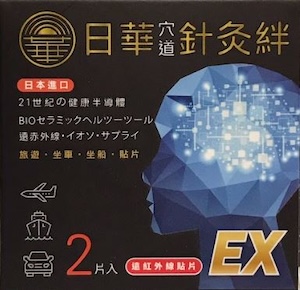 華
日華穴道針灸絆
日本進口
21世紀の健康半導體
BIOセラミックヘルツーツール
遠赤外線・イオン・サプライ
旅遊・坐車・坐船・貼片
2片入
遠紅外線貼片
EX